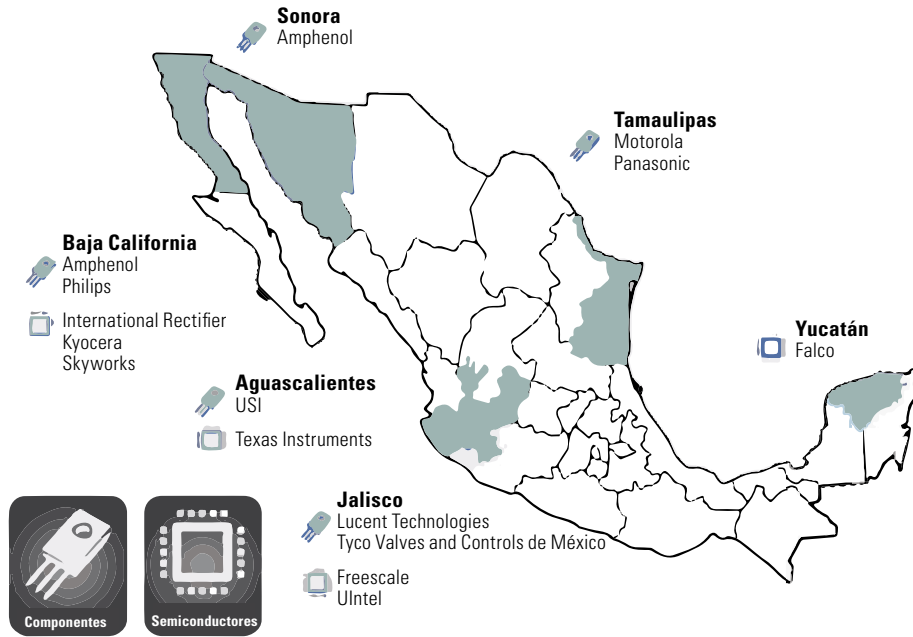 Sonora
Amphenol
Tamaulipas
Motorola
Panasonic
Baja California
Amphenol
Philips
International Rectifier
Kyocera
Skyworks
Yucatán
Falco
Aguascalientes
USI
Texas Instruments
Jalisco
Lucent Technologies
Tyco Valves and Controls de México
Freescale
UIntel
Componentes
Semiconductores